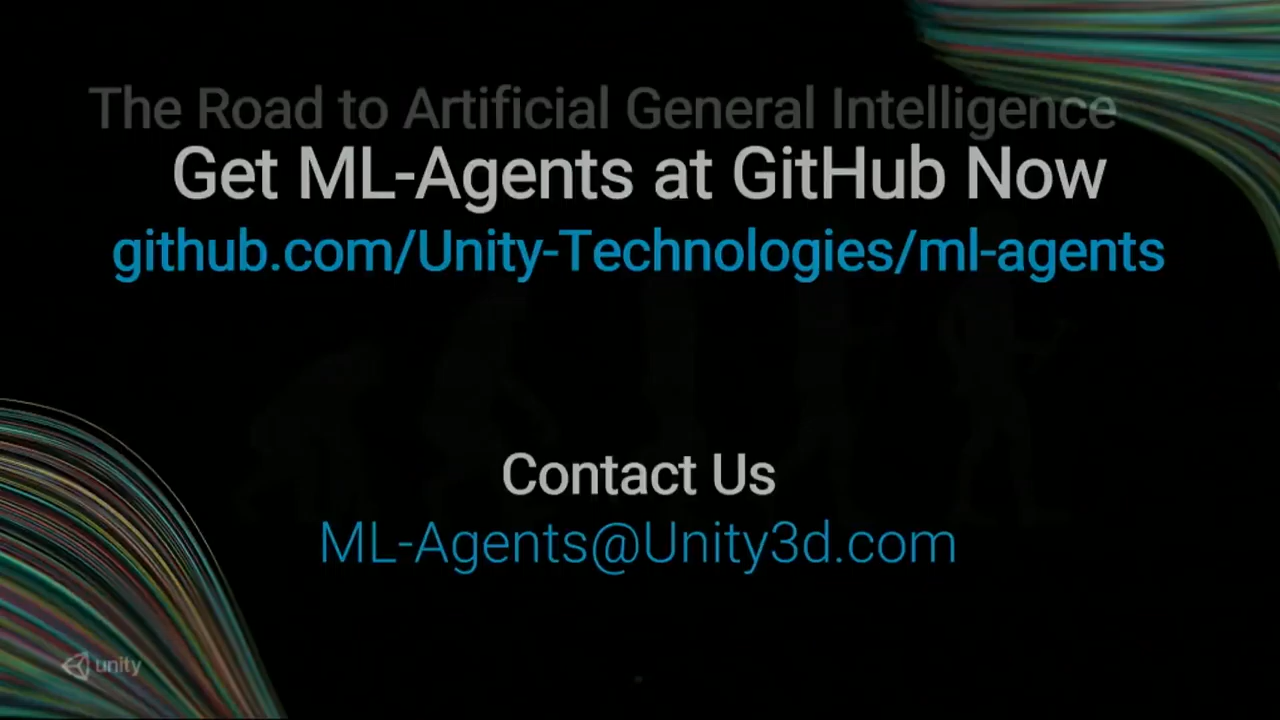 The Road to Artificial General Intelligence
Get ML-Agents at GitHub Now
github.com/Unity-Technologies/ml-agents
Contact Us
ML-Agents@Unity3d.com
unity